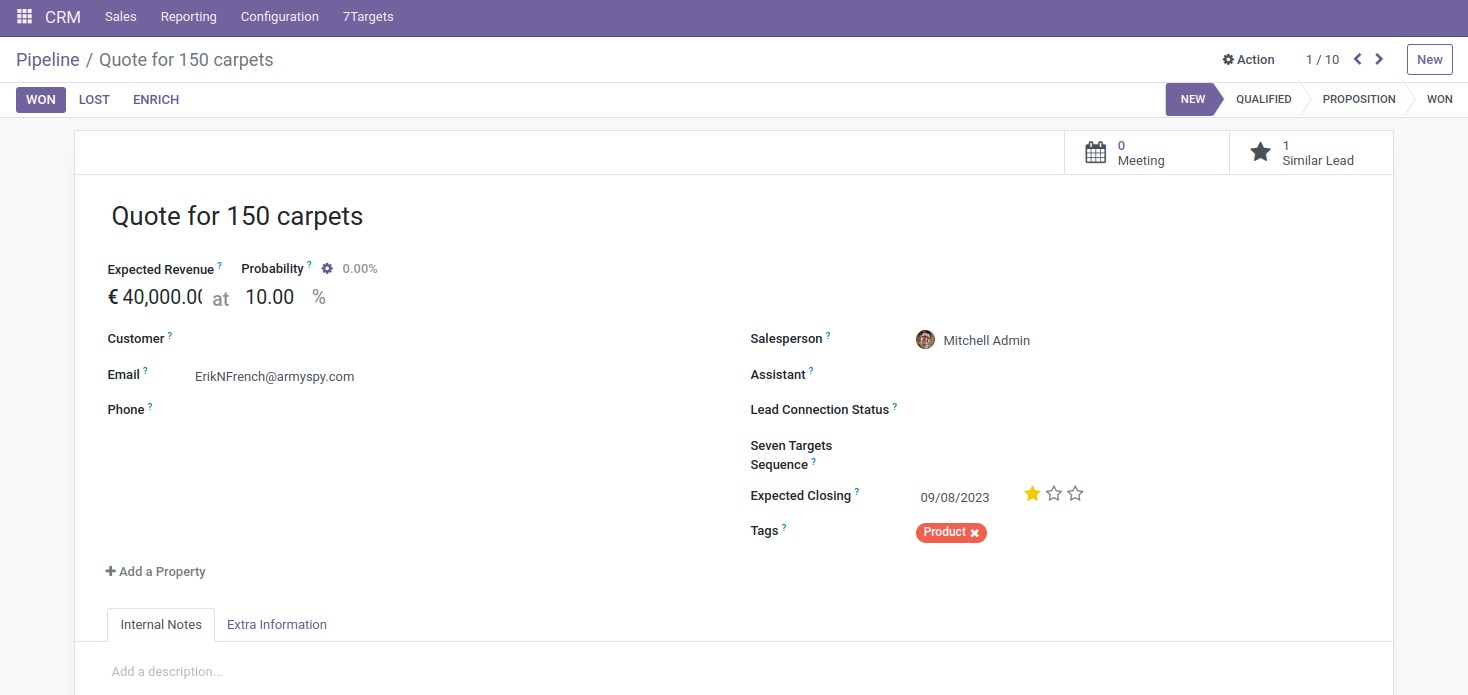 CRM Sales Reporting Configuration 7Targets
Pipeline / Quote for 150 carpets
Action 1 / 10 New
WON LOST ENRICH
NEW QUALIFIED PROPOSITION WON
0
Meeting
1
Similar Lead
Quote for 150 carpets
Expected Revenue ? Probability ? 0.00%
€ 40,000.00 at 10.00 %
Customer ?
Email ? ErikNFrench@armyspy.com
Phone ?
Salesperson ? Mitchell Admin
Assistant ?
Lead Connection Status ?
Seven Targets
Sequence ?
Expected Closing ? 09/08/2023
Tags ? Product
Add a Property
Internal Notes Extra Information
Add a description...